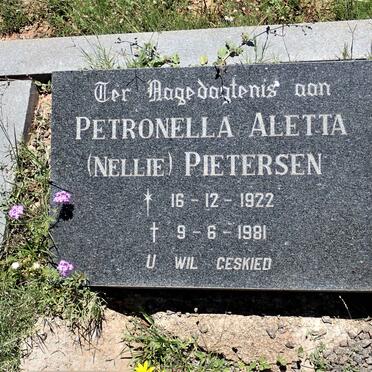 Ter Nagedagtenis aan
PETRONELLA ALETTA
(NELLIE) PIETERSEN
* 16-12-1922
† 9-6-1981
U WIL GESKIED